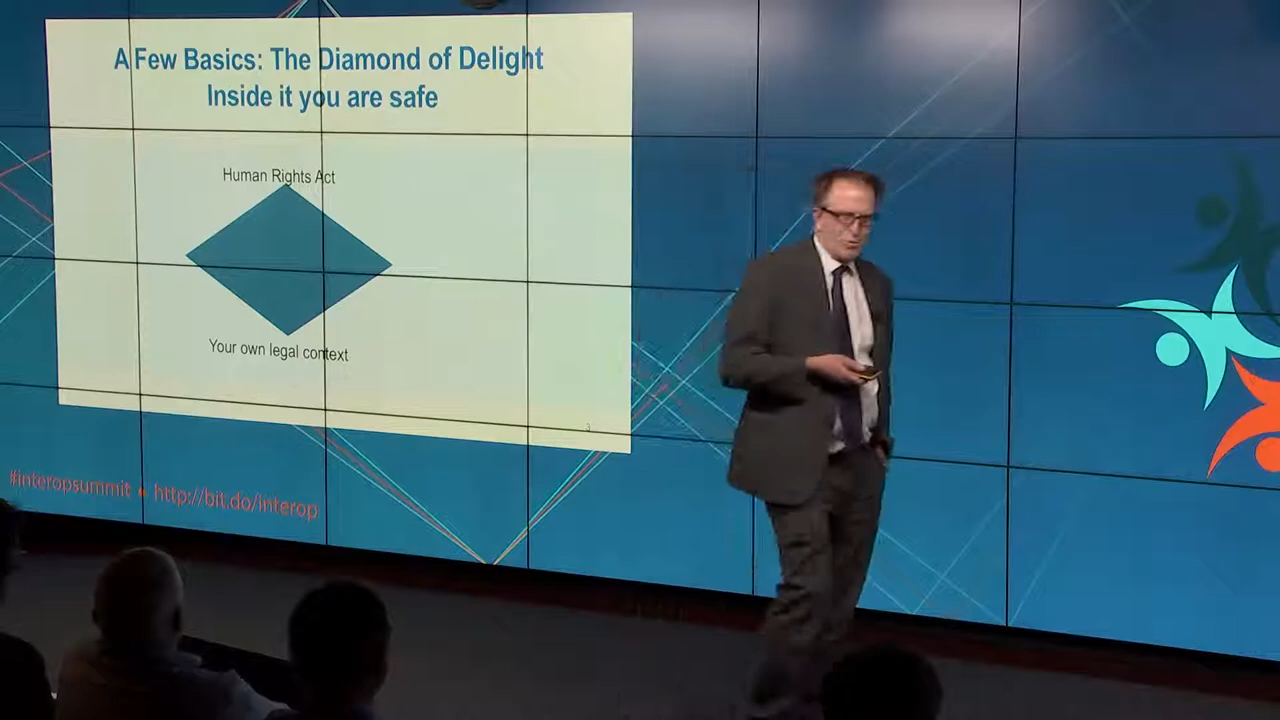 A Few Basics: The Diamond of Delight
Inside it you are safe
Human Rights Act
Your own legal context
3
#interopsummit • http://bit.do/interop